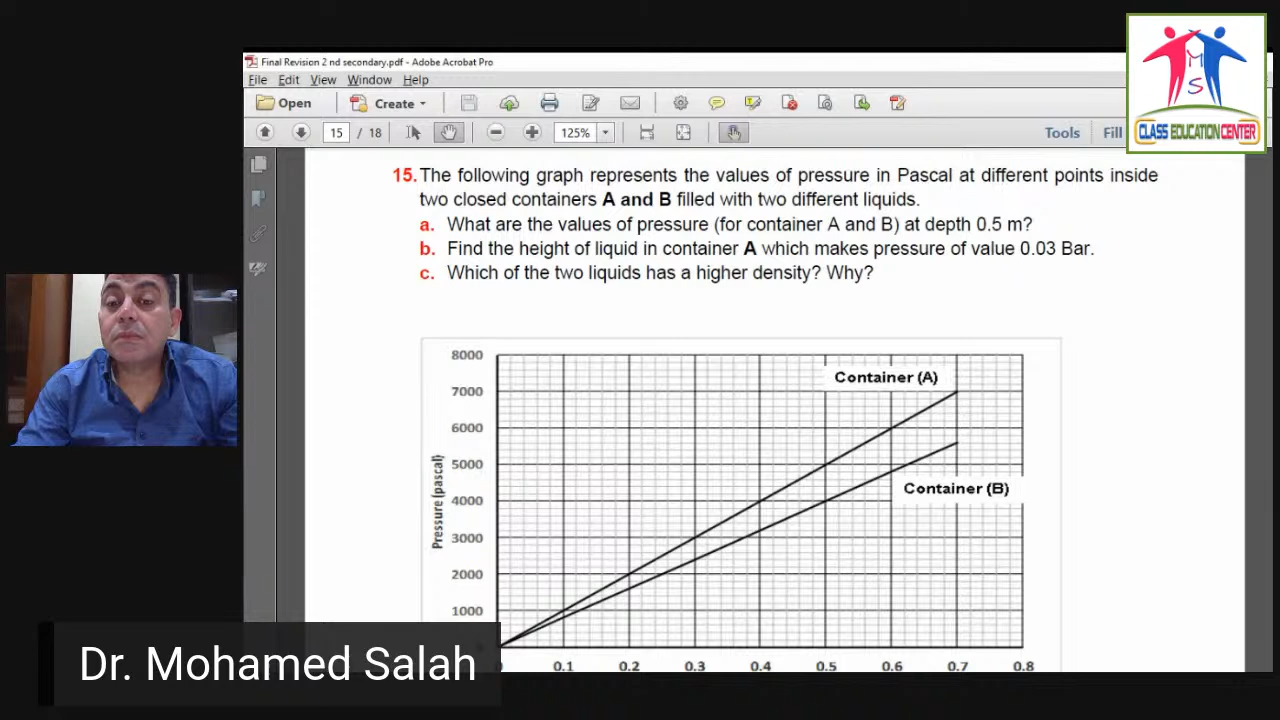 Final Revision 2 nd secondary.pdf - Adobe Acrobat Pro
File Edit View Window Help
Open Create
15 / 18 125% Tools Fill
M
S
CLASS EDUCATION CENTER
15. The following graph represents the values of pressure in Pascal at different points inside
two closed containers A and B filled with two different liquids.
a. What are the values of pressure (for container A and B) at depth 0.5 m?
b. Find the height of liquid in container A which makes pressure of value 0.03 Bar.
c. Which of the two liquids has a higher density? Why?
8000
7000
6000
5000
4000
3000
2000
1000
Pressure (pascal)
Container (A)
Container (B)
0.1 0.2 0.3 0.4 0.5 0.6 0.7 0.8
Dr. Mohamed Salah